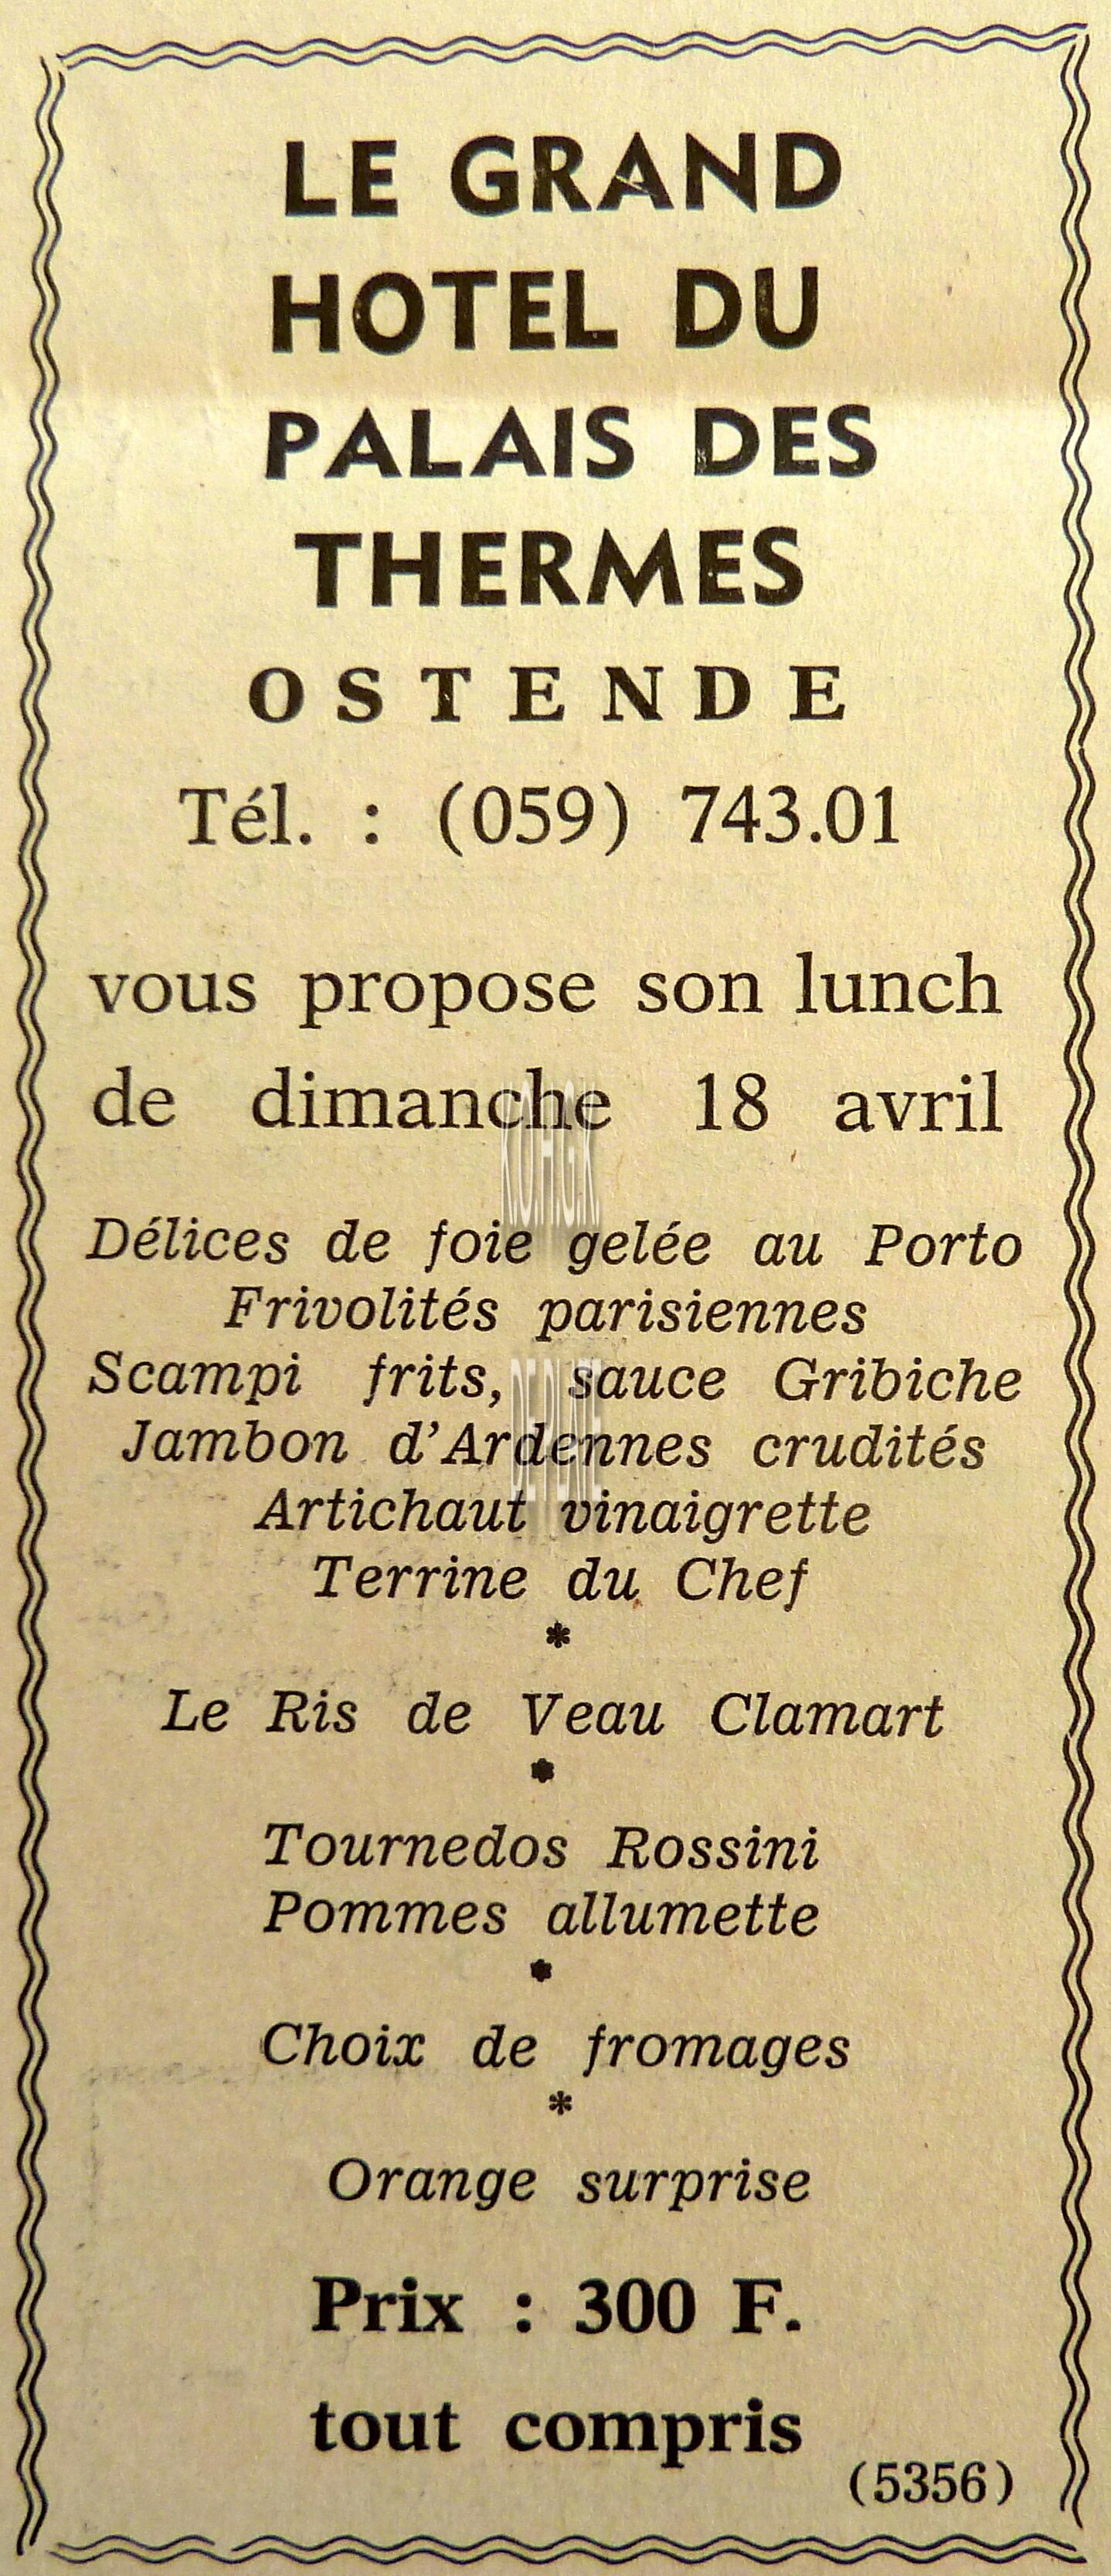 LE GRAND
HOTEL DU
PALAIS DES
THERMES
OSTENDE
Tél. : (059) 743.01
vous propose son lunch
de dimanche 18 avril
Délices de foie gelée au Porto
Frivolités parisiennes
Scampi frits, sauce Gribiche
Jambon d'Ardennes crudités
Artichaut vinaigrette
Terrine du Chef
*
Le Ris de Veau Clamart
*
Tournedos Rossini
Pommes allumette
*
Choix de fromages
*
Orange surprise
Prix : 300 F.
tout compris
(5356)